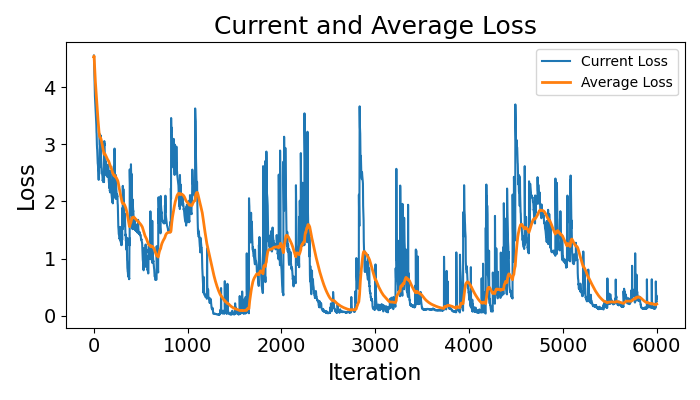 Current and Average Loss
Current Loss
Average Loss
Loss
4
3
2
1
0
0 1000 2000 3000 4000 5000 6000
Iteration